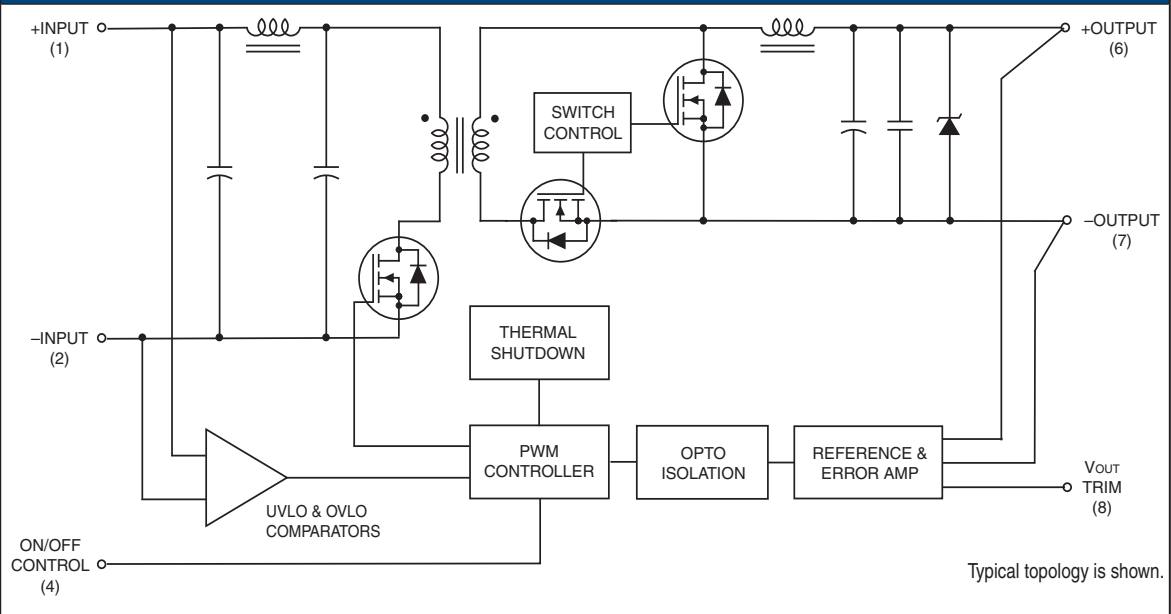 +INPUT
(1)
+OUTPUT
(6)
SWITCH
CONTROL
–OUTPUT
(7)
–INPUT
(2)
THERMAL
SHUTDOWN
PWM
CONTROLLER
OPTO
ISOLATION
REFERENCE &
ERROR AMP
VOUT
TRIM
(8)
UVLO & OVLO
COMPARATORS
ON/OFF
CONTROL
(4)
Typical topology is shown.